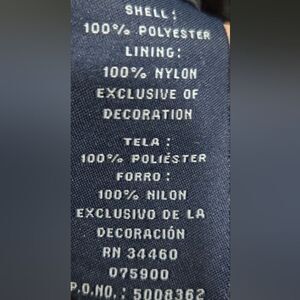 SHELL:
100% POLYESTER
LINING:
100% NYLON
EXCLUSIVE OF
DECORATION
TELA:
100% POLIÉSTER
FORRO:
100% NILON
EXCLUSIVO DE LA
DECORACIÓN
RN 34460
075900
P.O.NO.: 5008362